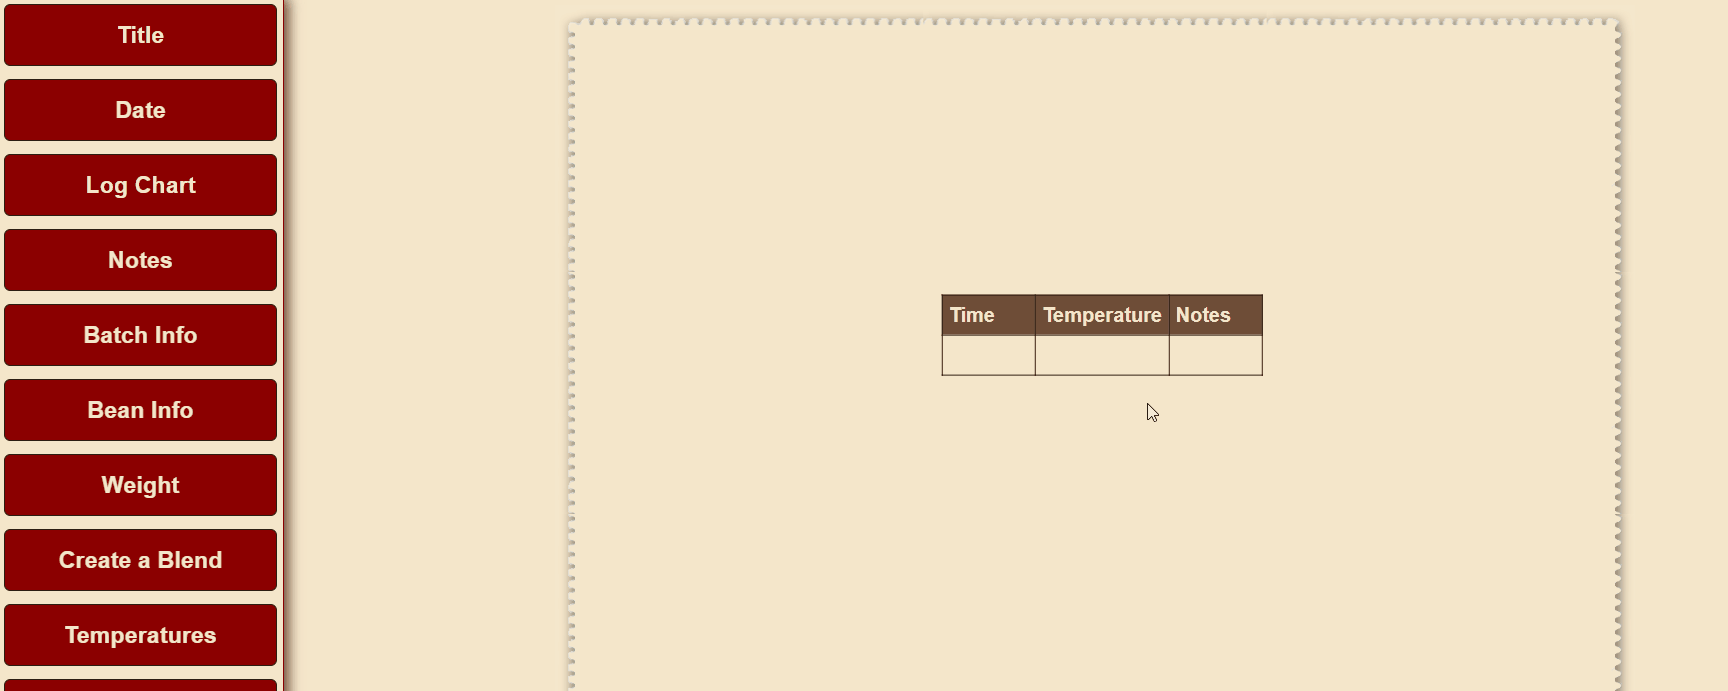 Title
Date
Log Chart
Notes
Batch Info
Bean Info
Weight
Create a Blend
Temperatures
Time Temperature Notes